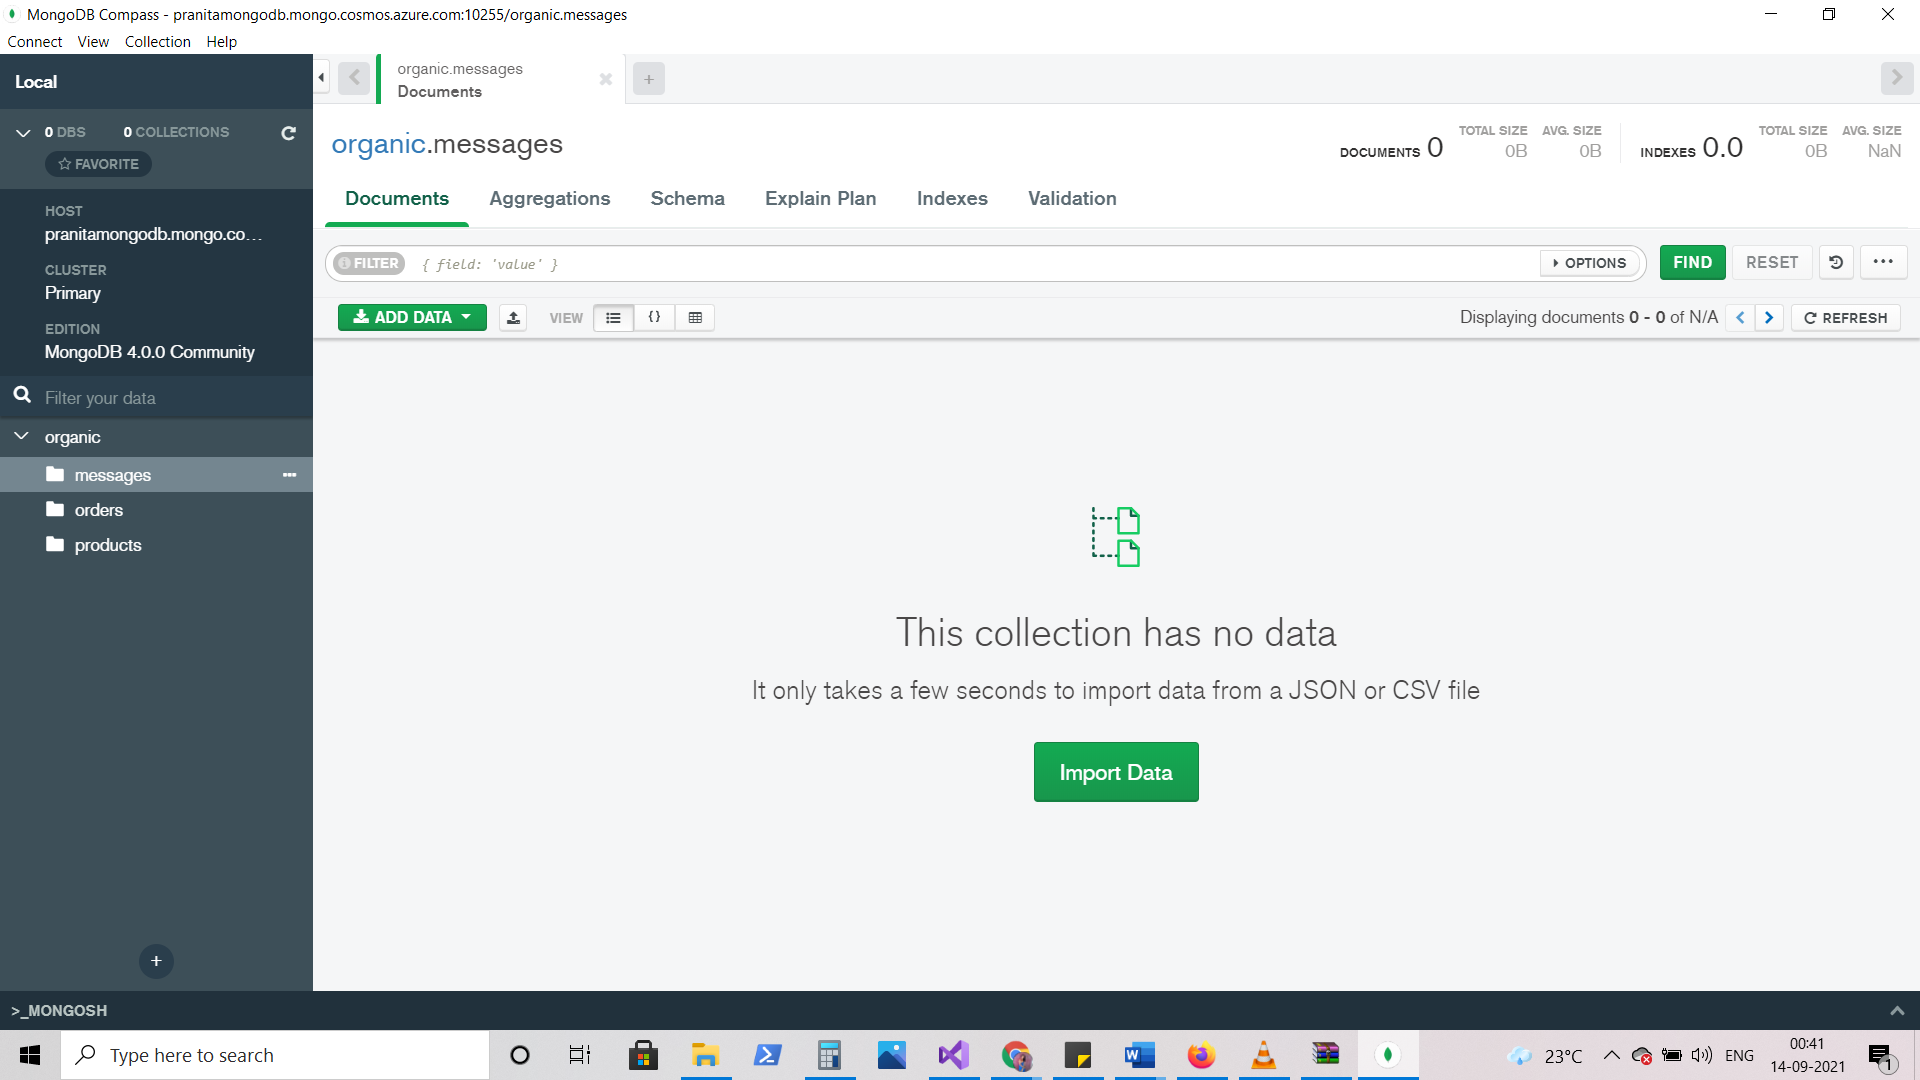 MongoDB Compass - pranitamongodb.mongo.cosmos.azure.com:10255/organic.messages
Connect View Collection Help
Local
organic.messages
Documents
0 DBS 0 COLLECTIONS
FAVORITE
organic.messages
DOCUMENTS 0 TOTAL SIZE 0B AVG. SIZE 0B INDEXES 0.0 TOTAL SIZE 0B AVG. SIZE NaN
Documents Aggregations Schema Explain Plan Indexes Validation
HOST
pranitamongodb.mongo.co...
CLUSTER
Primary
EDITION
MongoDB 4.0.0 Community
FILTER { field: 'value' } OPTIONS FIND RESET
ADD DATA VIEW {} Displaying documents 0 - 0 of N/A REFRESH
Filter your data
organic
messages
orders
products
This collection has no data
It only takes a few seconds to import data from a JSON or CSV file
Import Data
>_MONGOSH
Type here to search
23°C ENG
00:41
14-09-2021
1